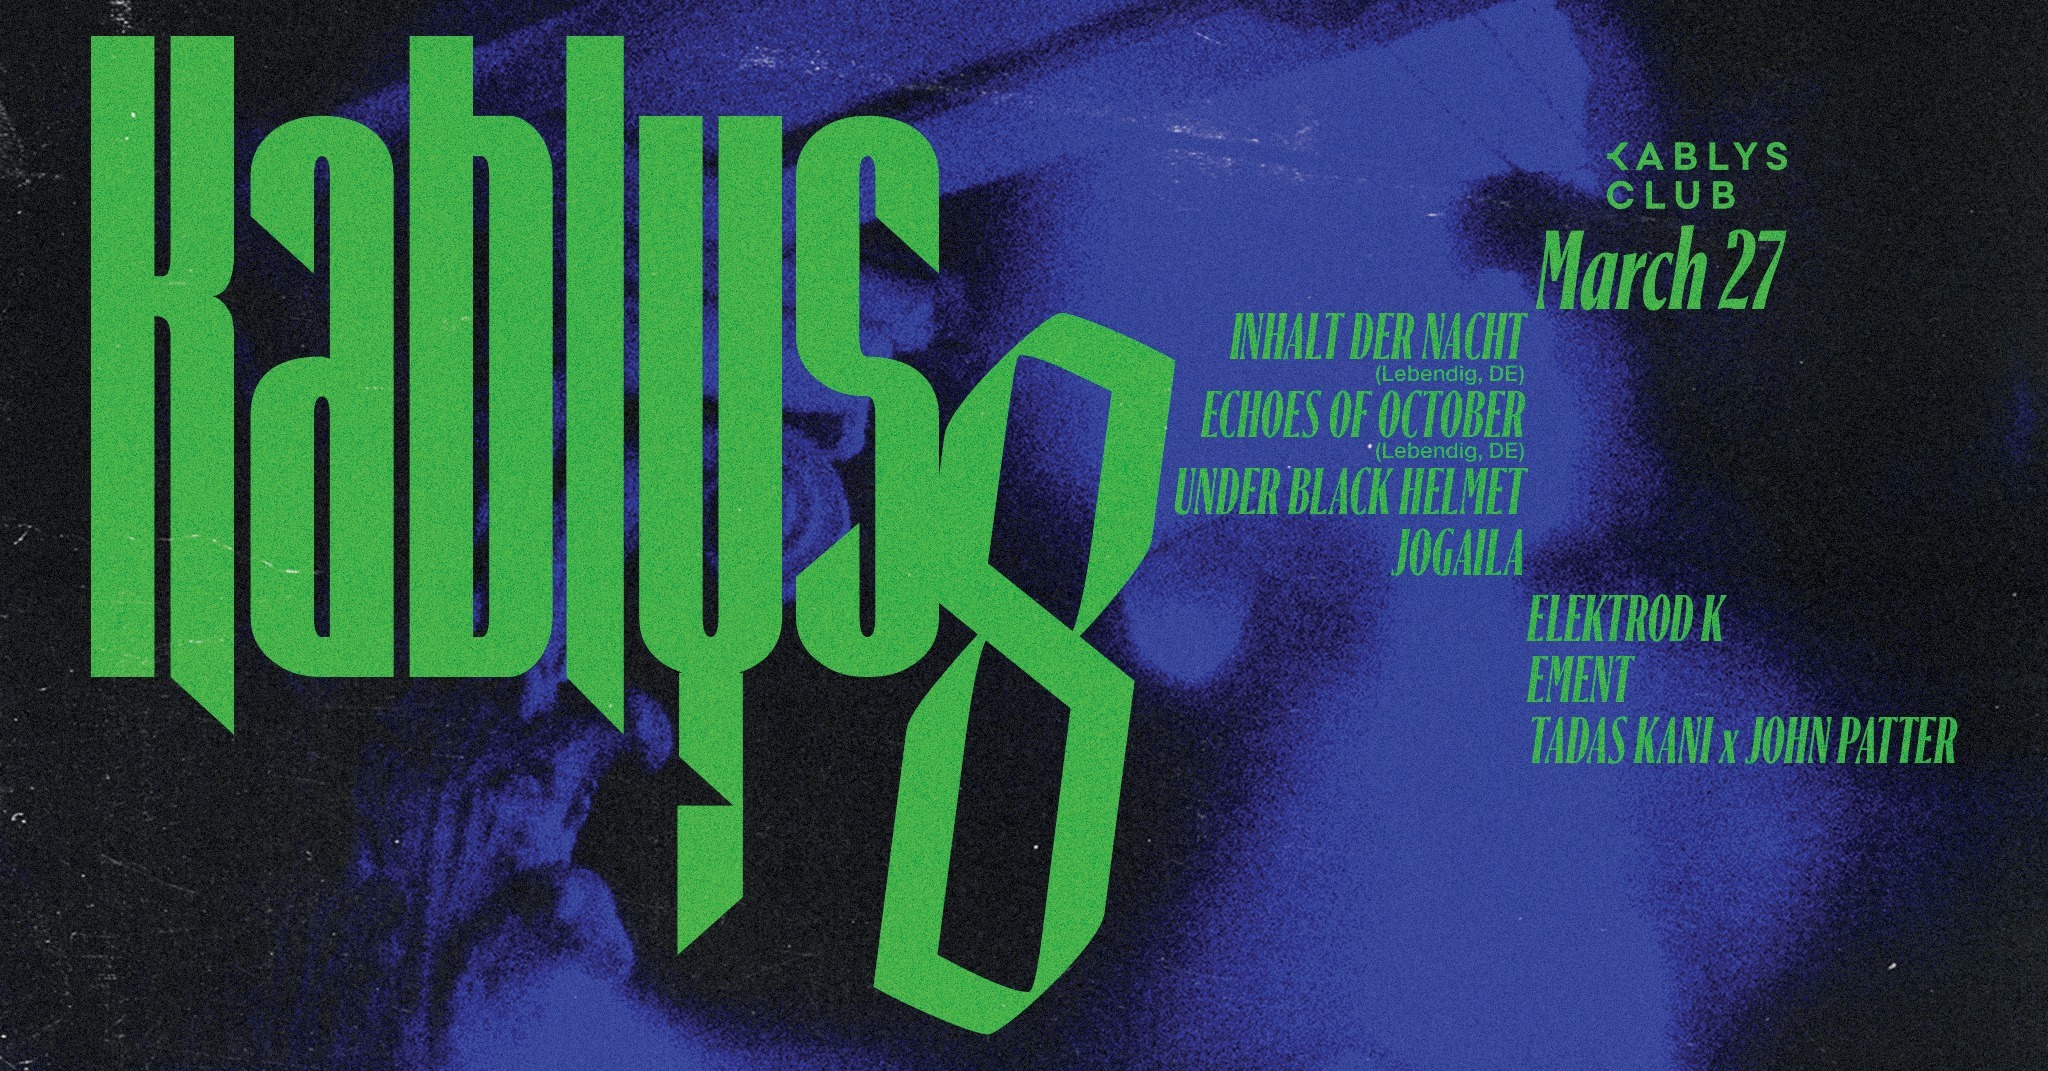 Kablys 8
KABLYS
CLUB
March 27
INHALT DER NACHT
(Lebendig, DE)
ECHOES OF OCTOBER
(Lebendig, DE)
UNDER BLACK HELMET
JOGAILA
ELEKTROD K
EMENT
TADAS KANI x JOHN PATTER